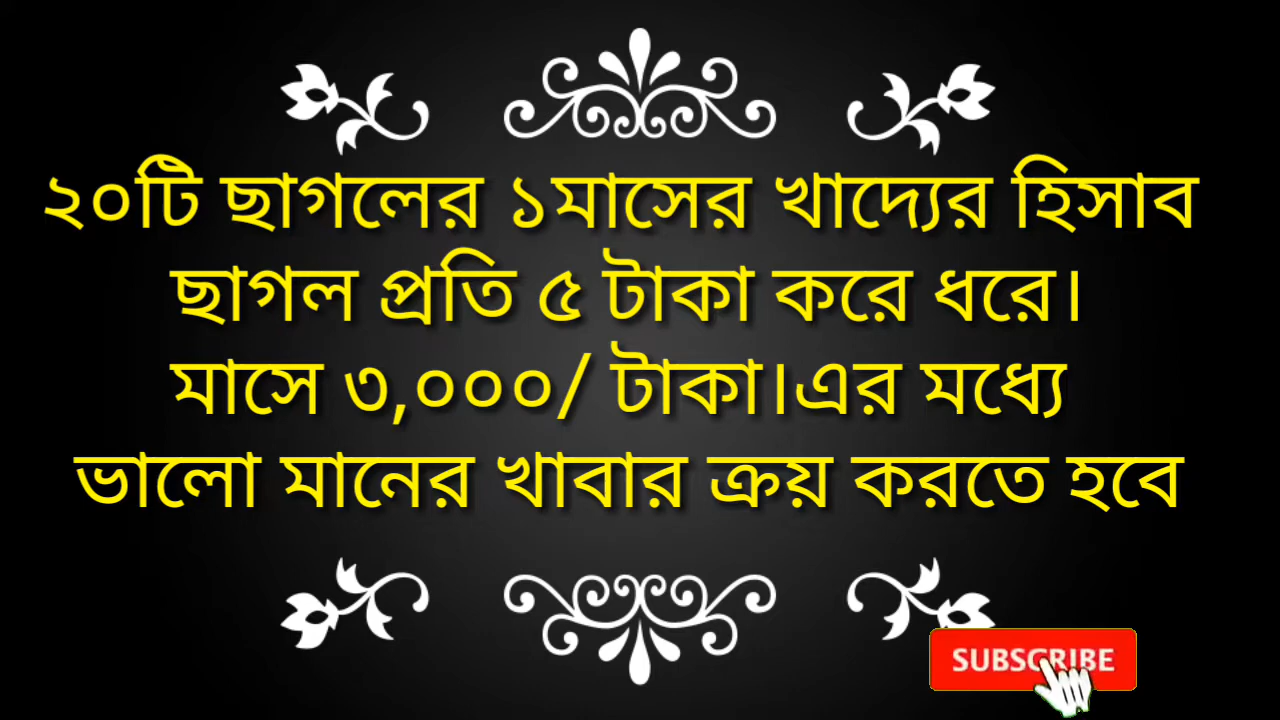 ২০টি ছাগলের ১মাসের খাদ্যের হিসাব
ছাগল প্রতি ৫ টাকা করে ধরে।
মাসে ৩,০০০/ টাকা।এর মধ্যে
ভালো মানের খাবার ক্রয় করতে হবে
SUBSCRIBE